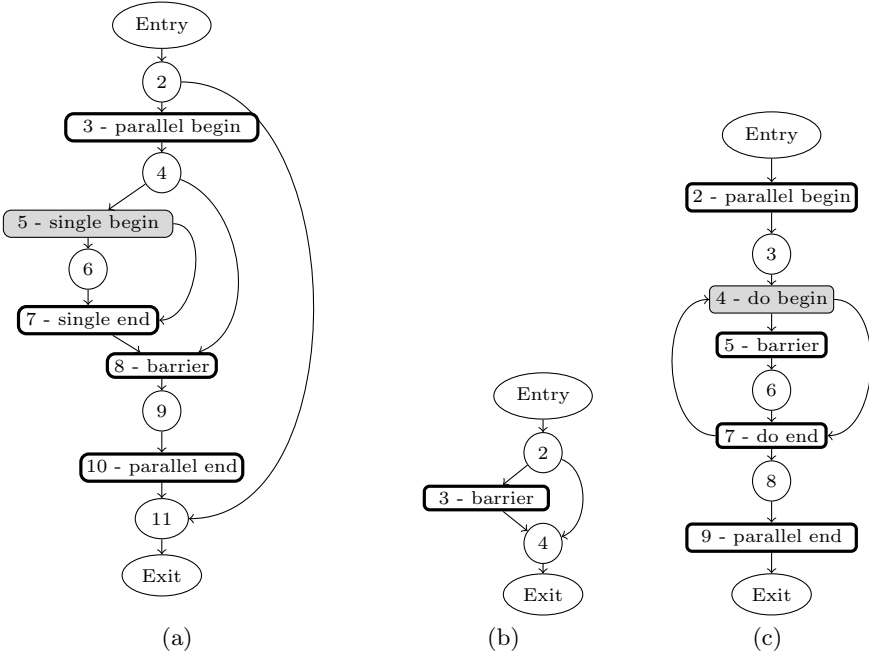 Entry
2
3 - parallel begin
4
5 - single begin
6
7 - single end
8 - barrier
9
10 - parallel end
11
Exit
(a)
Entry
2
3 - barrier
4
Exit
(b)
Entry
2 - parallel begin
3
4 - do begin
5 - barrier
6
7 - do end
8
9 - parallel end
Exit
(c)